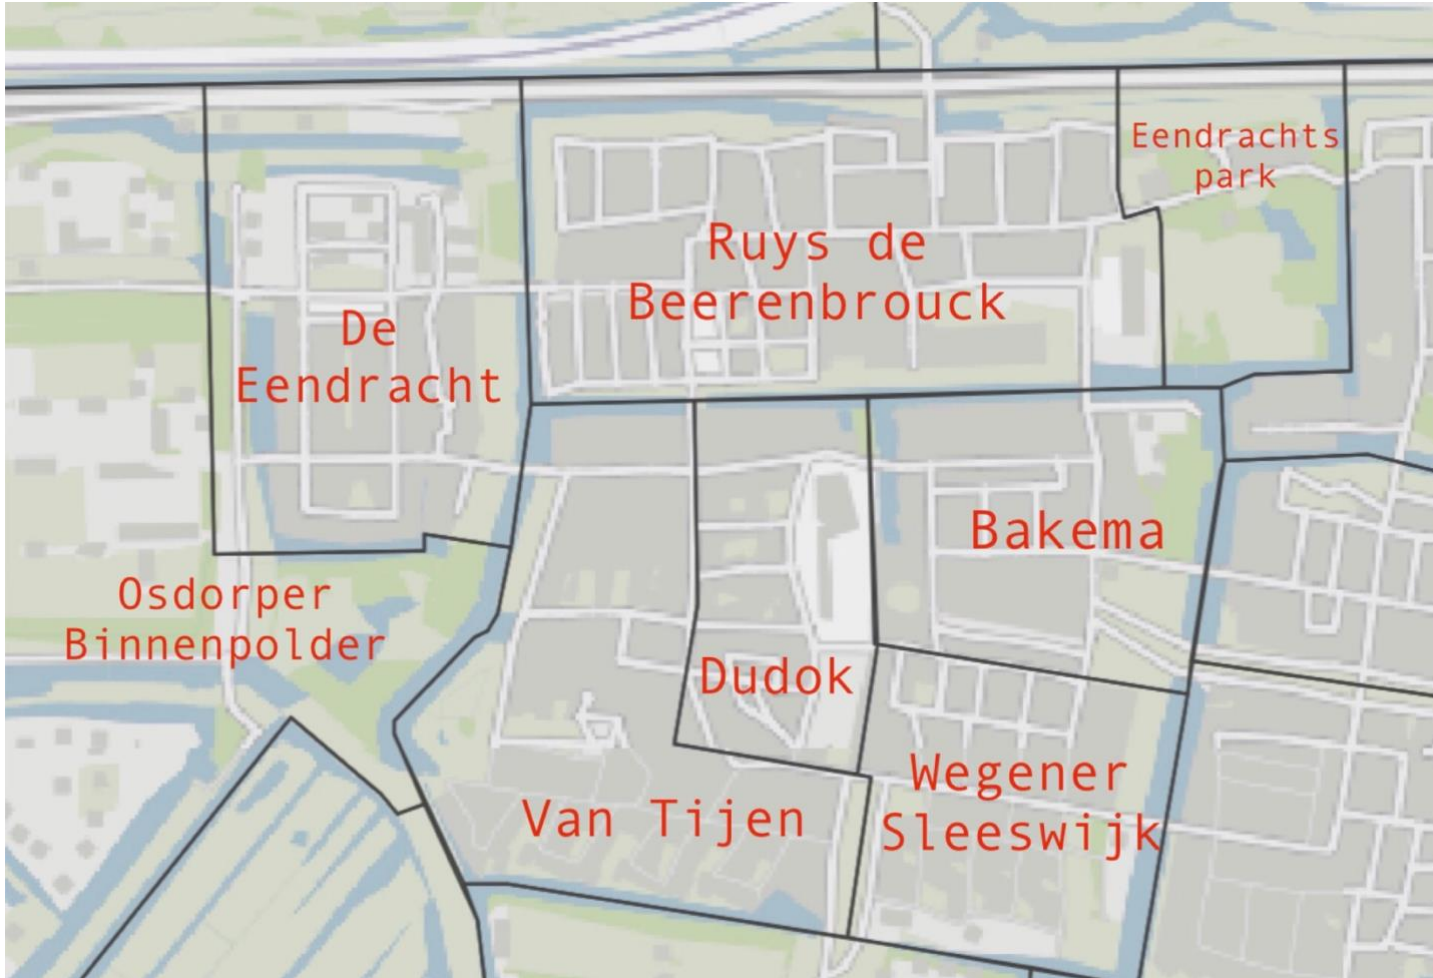 Eendrachts
park
Ruys de
Beerenbrouck
De
Eendracht
Bakema
Osdorper
Binnenpolder
Dudok
Wegener
Sleeswijk
Van Tijen